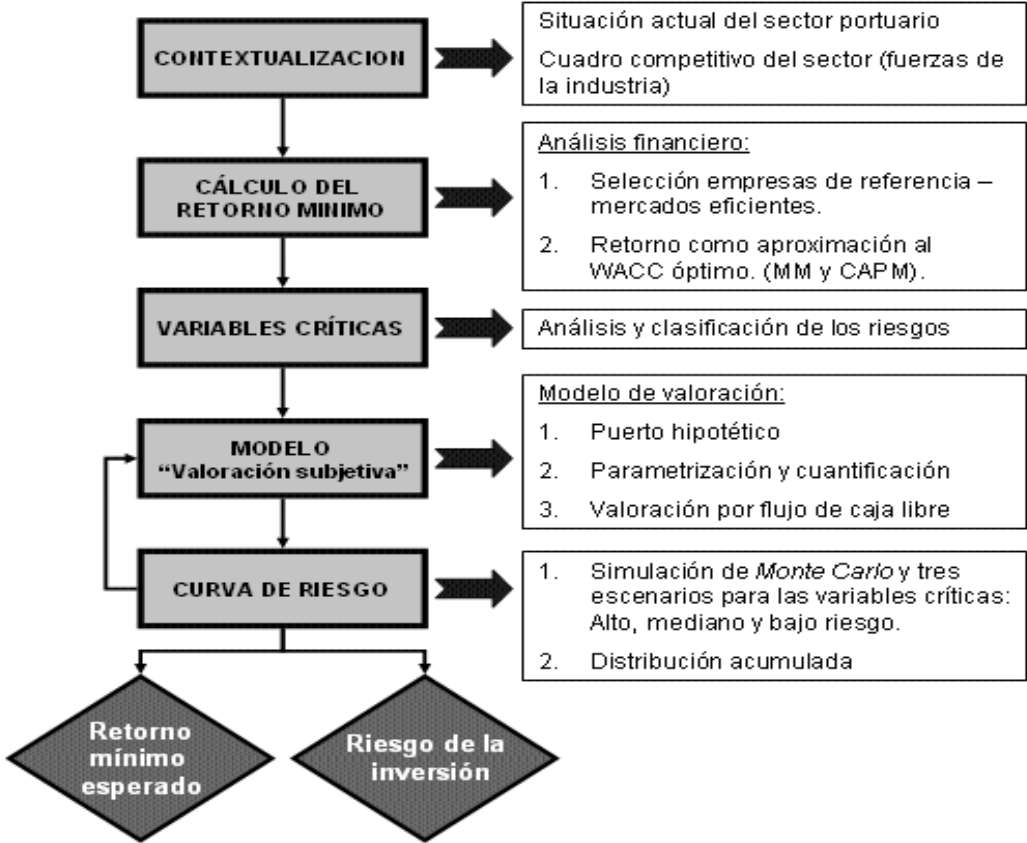 CONTEXTUALIZACION
Situación actual del sector portuario
Cuadro competitivo del sector (fuerzas de
la industria)
CÁLCULO DEL
RETORNO MINIMO
Análisis financiero:
1. Selección empresas de referencia –
mercados eficientes.
2. Retorno como aproximación al
WACC óptimo. (MM y CAPM).
VARIABLES CRÍTICAS
Análisis y clasificación de los riesgos
MODELO
“Valoración subjetiva”
Modelo de valoración:
1. Puerto hipotético
2. Parametrización y cuantificación
3. Valoración por flujo de caja libre
CURVA DE RIESGO
1. Simulación de Monte Carlo y tres
escenarios para las variables críticas:
Alto, mediano y bajo riesgo.
2. Distribución acumulada
Retorno
mínimo
esperado
Riesgo de la
inversión